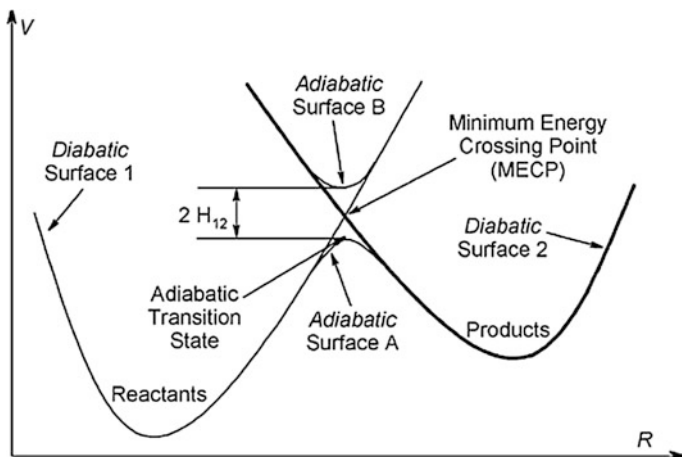 V
Adiabatic
Surface B
Diabatic
Surface 1
Minimum Energy
Crossing Point
(MECP)
2 H12
Diabatic
Surface 2
Adiabatic
Transition
State
Adiabatic
Surface A
Products
Reactants
R